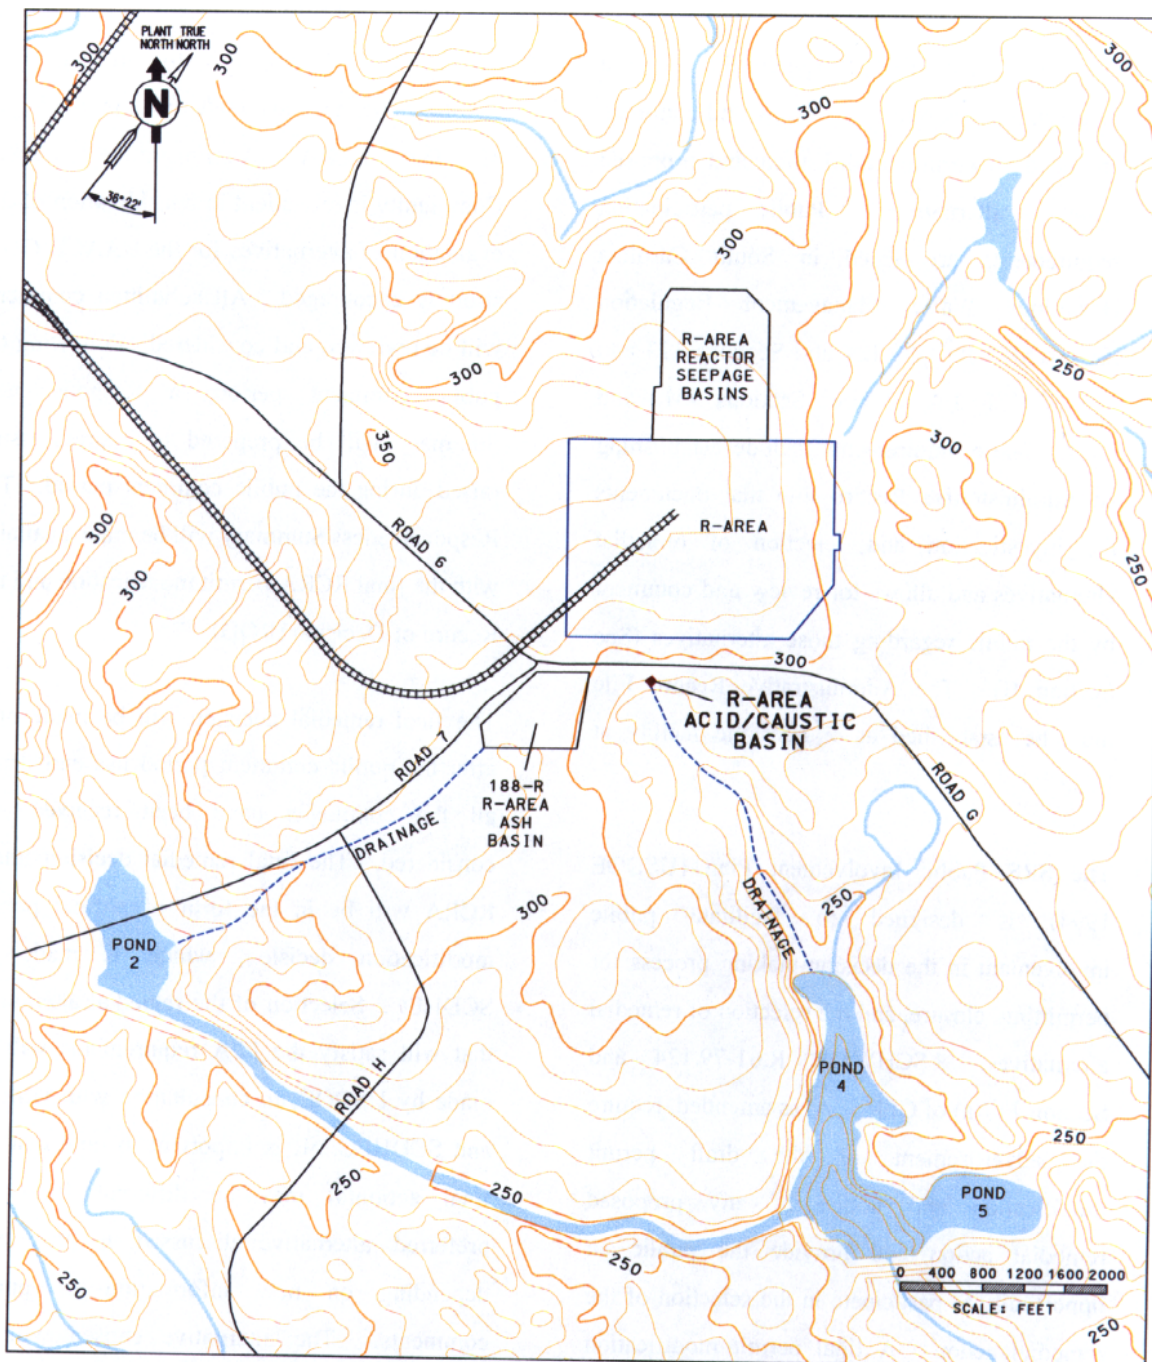 PLANT TRUE
NORTH NORTH
N
36°22'
300
300
300
300
300
250
R-AREA
REACTOR
SEEPAGE
BASINS
300
350
300
300
ROAD 6
R-AREA
250
300
300
R-AREA
ACID/CAUSTIC
BASIN
ROAD 7
188-R
R-AREA
ASH
BASIN
DRAINAGE
ROAD G
DRAINAGE
250
300
POND
2
POND
4
ROAD H
250
250
250
POND
5
250
250
0 400 800 1200 1600 2000
SCALE: FEET
250